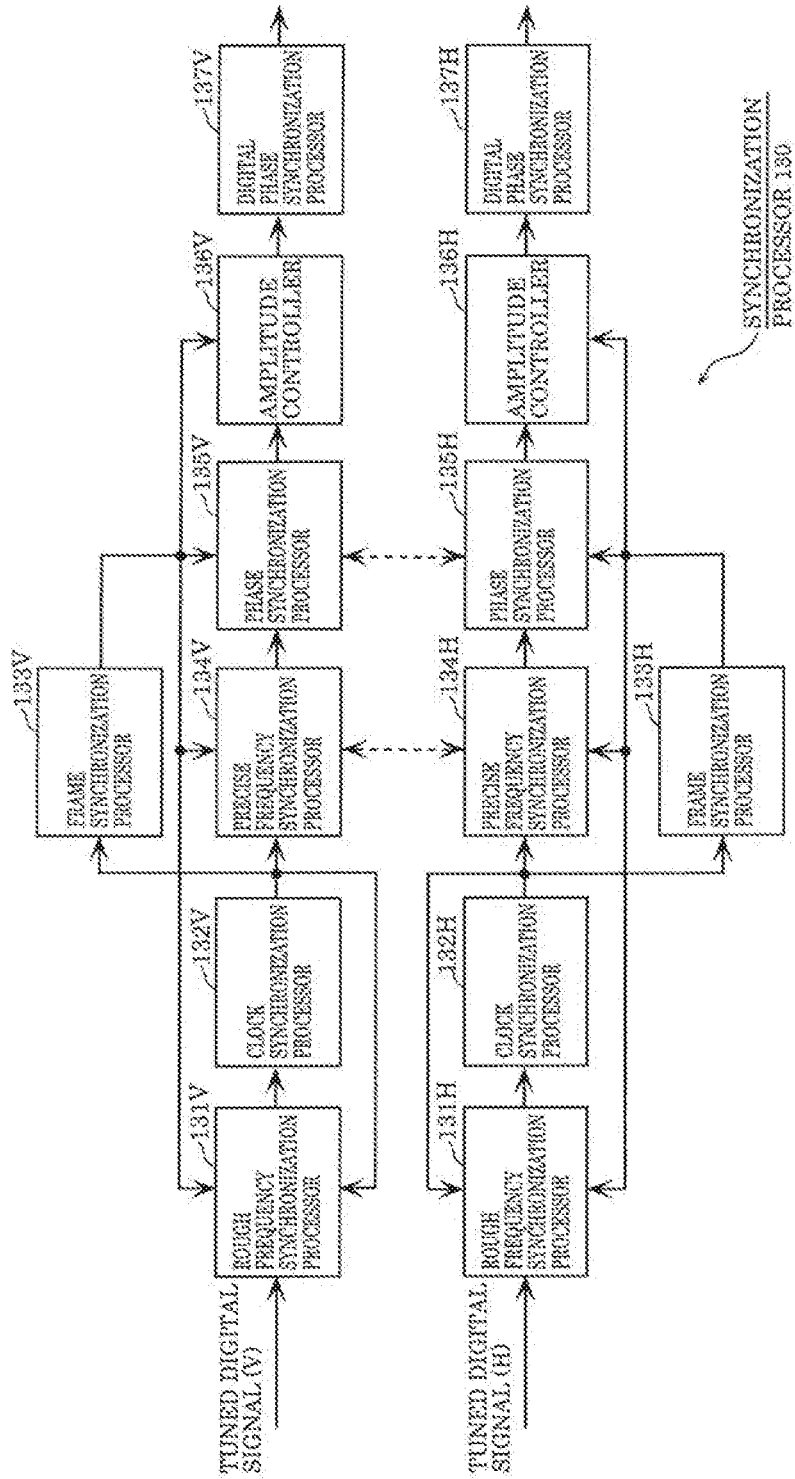 TUNED DIGITAL
SIGNAL (V)
131V
ROUGH
FREQUENCY
SYNCHRONIZATION
PROCESSOR
132V
CLOCK
SYNCHRONIZATION
PROCESSOR
133V
FRAME
SYNCHRONIZATION
PROCESSOR
134V
PRECISE
FREQUENCY
SYNCHRONIZATION
PROCESSOR
135V
PHASE
SYNCHRONIZATION
PROCESSOR
136V
AMPLITUDE
CONTROLLER
137V
DIGITAL
PHASE
SYNCHRONIZATION
PROCESSOR
TUNED DIGITAL
SIGNAL (H)
131H
ROUGH
FREQUENCY
SYNCHRONIZATION
PROCESSOR
132H
CLOCK
SYNCHRONIZATION
PROCESSOR
134H
PRECISE
FREQUENCY
SYNCHRONIZATION
PROCESSOR
135H
PHASE
SYNCHRONIZATION
PROCESSOR
136H
AMPLITUDE
CONTROLLER
137H
DIGITAL
PHASE
SYNCHRONIZATION
PROCESSOR
133H
FRAME
SYNCHRONIZATION
PROCESSOR
SYNCHRONIZATION
PROCESSOR 130